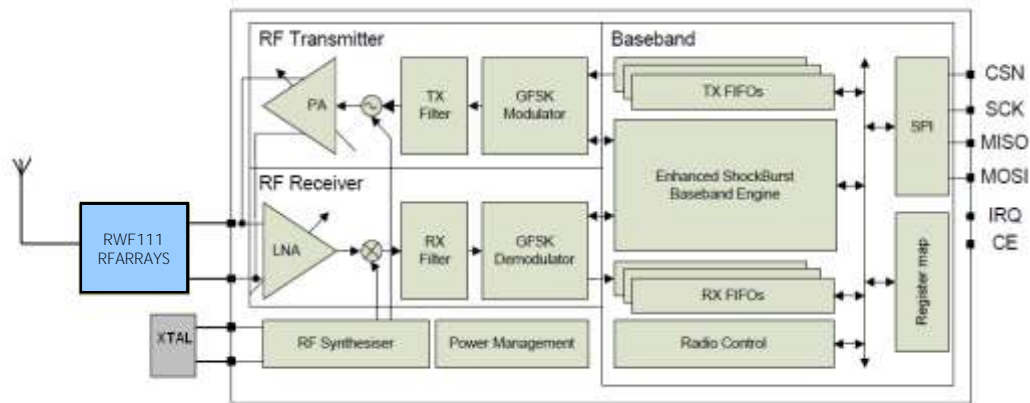 RF Transmitter
Baseband
PA
TX
Filter
GFSK
Modulator
TX FIFOs
SPI
CSN
SCK
MISO
MOSI
IRQ
CE
Enhanced ShockBurst
Baseband Engine
RF Receiver
RWF111
RFARRAYS
LNA
RX
Filter
GFSK
Demodulator
RX FIFOs
Register map
XTAL
RF Synthesiser
Power Management
Radio Control